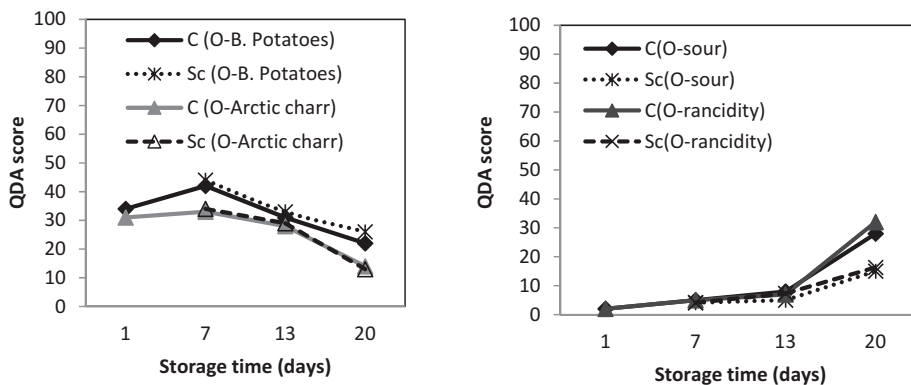 100
90
80
70
60
50
40
30
20
10
0
QDA score
C (O-B. Potatoes)
Sc (O-B. Potatoes)
C (O-Arctic charr)
Sc (O-Arctic charr)
1 7 13 20
Storage time (days)
100
90
80
70
60
50
40
30
20
10
0
QDA score
C(O-sour)
Sc(O-sour)
C(O-rancidity)
Sc(O-rancidity)
1 7 13 20
Storage time (days)